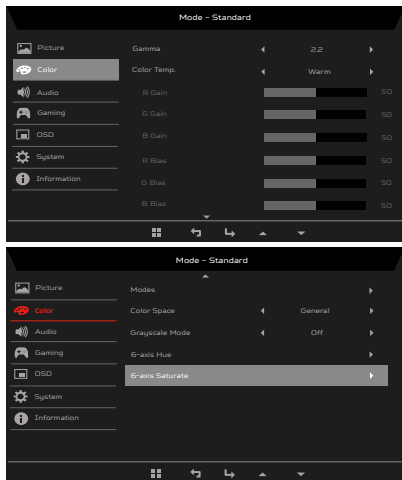 Mode - Standard
Picture
Gamma 2.2
Color
Color Temp. Warm
Audio
R Gain 50
Gaming
G Gain 50
OSD
B Gain 50
System
R Bias 50
Information
G Bias 50
B Bias 50
Mode - Standard
Picture
Modes
Color
Color Space General
Audio
Grayscale Mode Off
Gaming
6-axis Hue
OSD
6-axis Saturate
System
Information